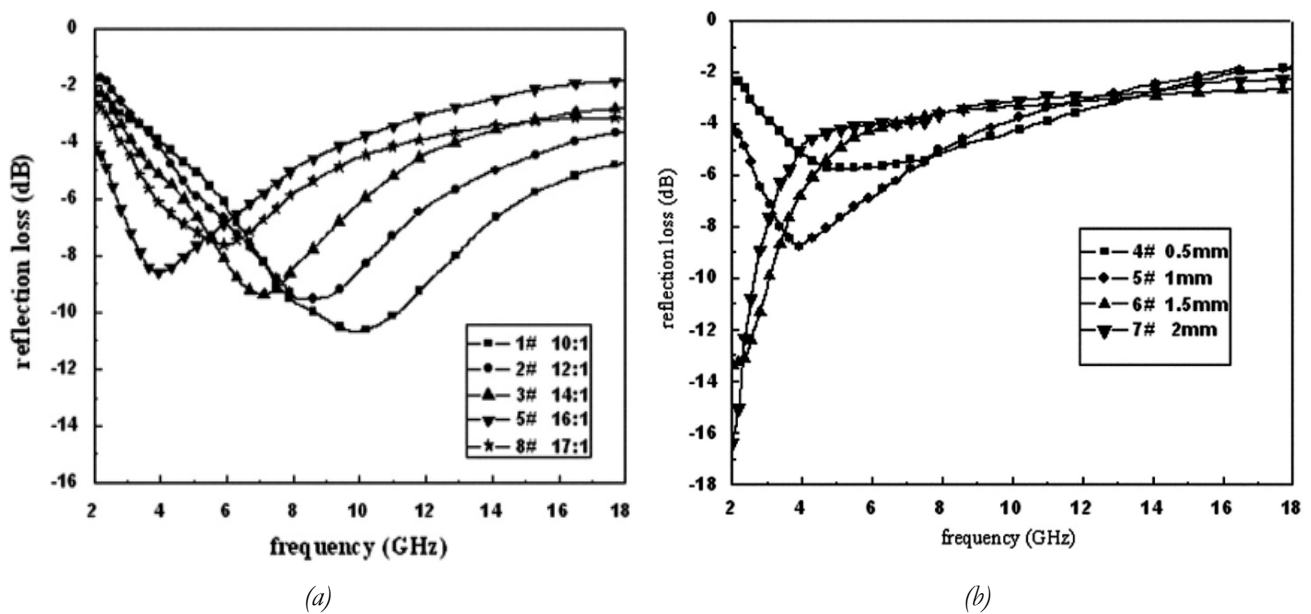 0
-2
-4
-6
-8
-10
-12
-14
-16
reflection loss (dB)
1# 10:1
2# 12:1
3# 14:1
5# 16:1
8# 17:1
2 4 6 8 10 12 14 16 18
frequency (GHz)
(a)
0
-2
-4
-6
-8
-10
-12
-14
-16
-18
reflection loss (dB)
4# 0.5mm
5# 1mm
6# 1.5mm
7# 2mm
2 4 6 8 10 12 14 16 18
frequency (GHz)
(b)